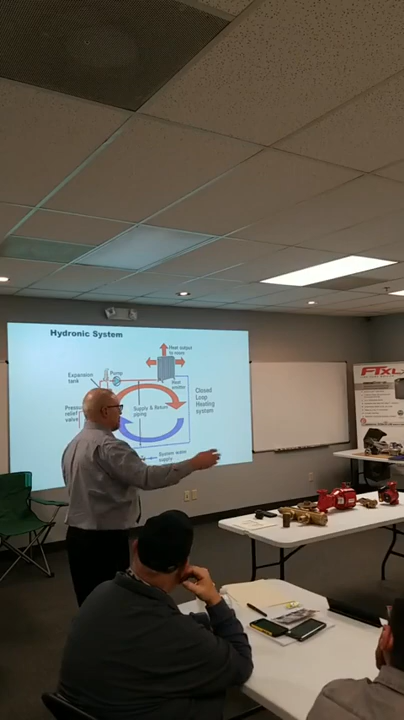 Hydronic System
Heat output
to room
Expansion
tank
Pump
Heat
emitter
Closed
Loop
Heating
system
Supply & Return
piping
Pressure
relief
valve
System water
supply
FTXL